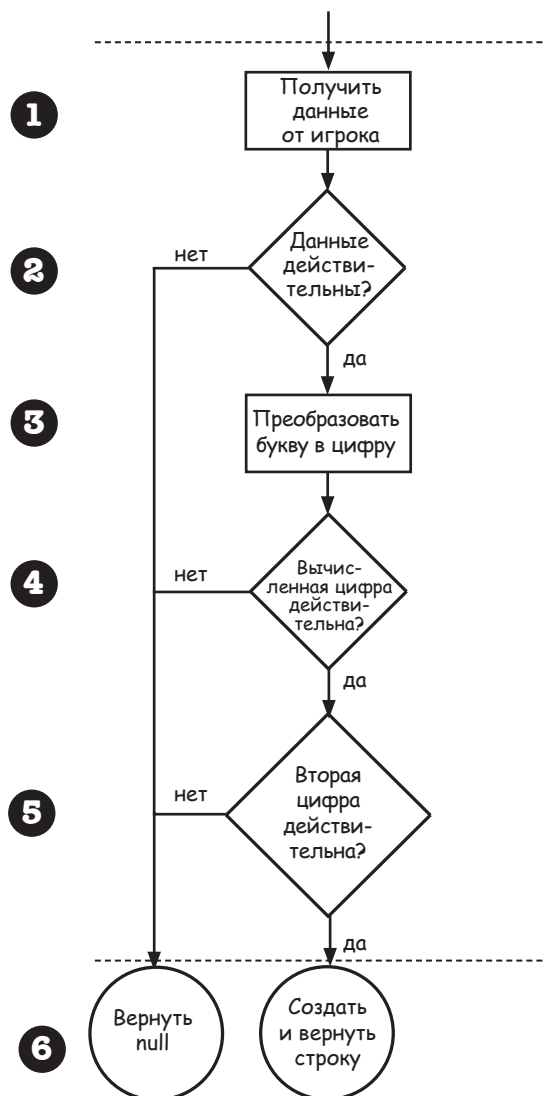 1
Получить
данные
от игрока
2
нет
Данные
действи-
тельны?
да
3
Преобразовать
букву в цифру
4
нет
Вычис-
ленная цифра
действи-
тельна?
да
5
нет
Вторая
цифра
действи-
тельна?
да
6
Вернуть
null
Создать
и вернуть
строку